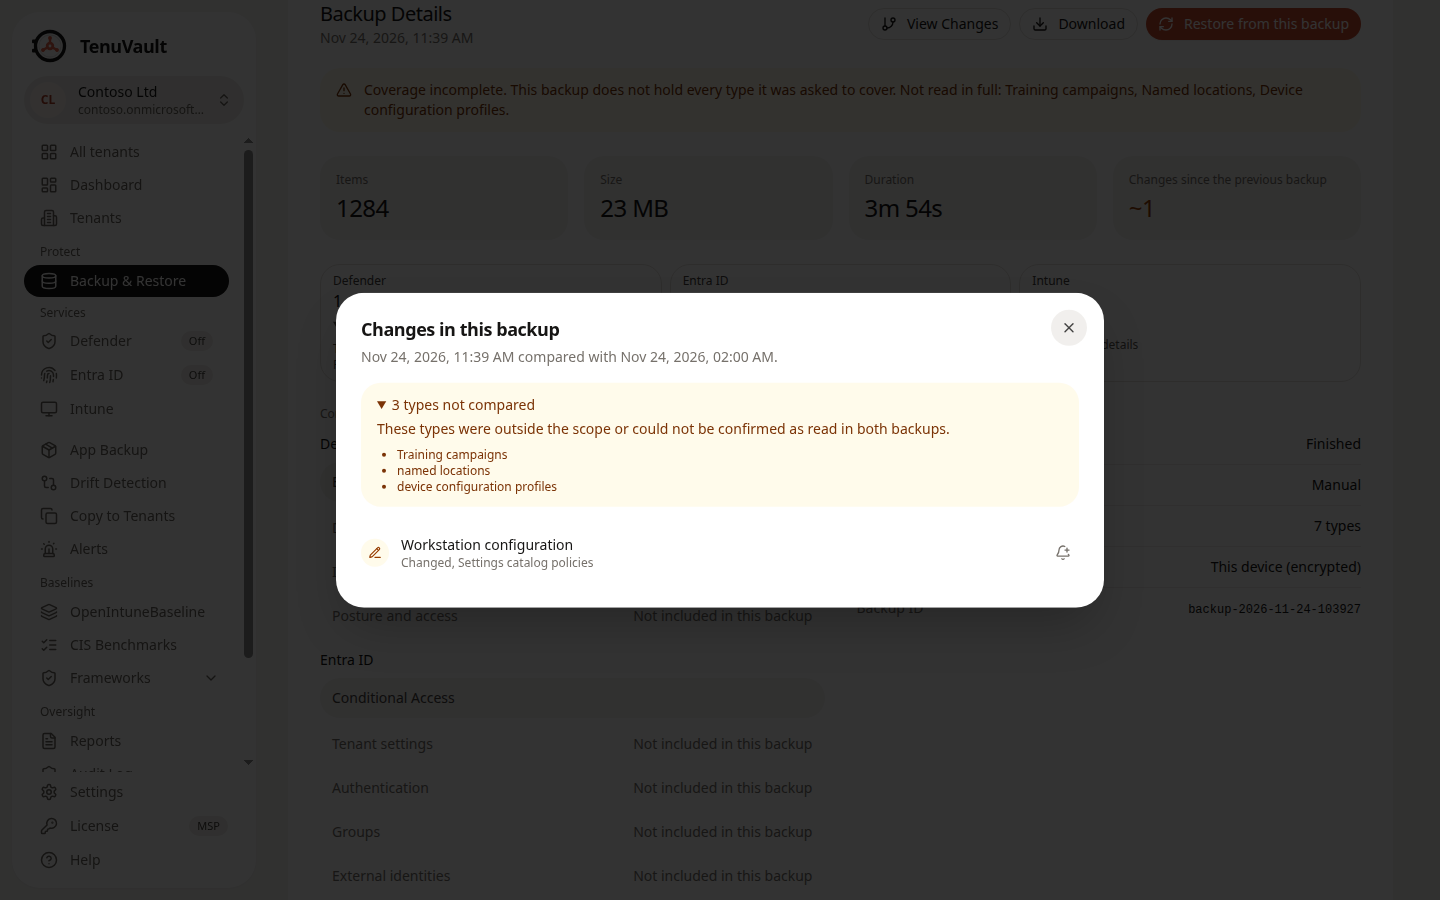 TenuVault
CL
Contoso Ltd
contoso.onmicrosoft...
All tenants
Dashboard
Tenants
Protect
Backup & Restore
Services
Defender
Off
Entra ID
Off
Intune
App Backup
Drift Detection
Copy to Tenants
Alerts
Baselines
OpenIntuneBaseline
CIS Benchmarks
Frameworks
Oversight
Reports
Audit Log
Settings
License
MSP
Help
Backup Details
Nov 24, 2026, 11:39 AM
View Changes
Download
Restore from this backup
Coverage incomplete. This backup does not hold every type it was asked to cover. Not read in full: Training campaigns, Named locations, Device
configuration profiles.
Items
1284
Size
23 MB
Duration
3m 54s
Changes since the previous backup
~1
Defender
Entra ID
Intune
details
Changes in this backup
Nov 24, 2026, 11:39 AM compared with Nov 24, 2026, 02:00 AM.
3 types not compared
These types were outside the scope or could not be confirmed as read in both backups.
• Training campaigns
• named locations
• device configuration profiles
Workstation configuration
Changed, Settings catalog policies
Finished
Manual
7 types
This device (encrypted)
Backup ID
backup-2026-11-24-103927
Posture and access
Not included in this backup
Entra ID
Conditional Access
Tenant settings
Not included in this backup
Authentication
Not included in this backup
Groups
Not included in this backup
External identities
Not included in this backup